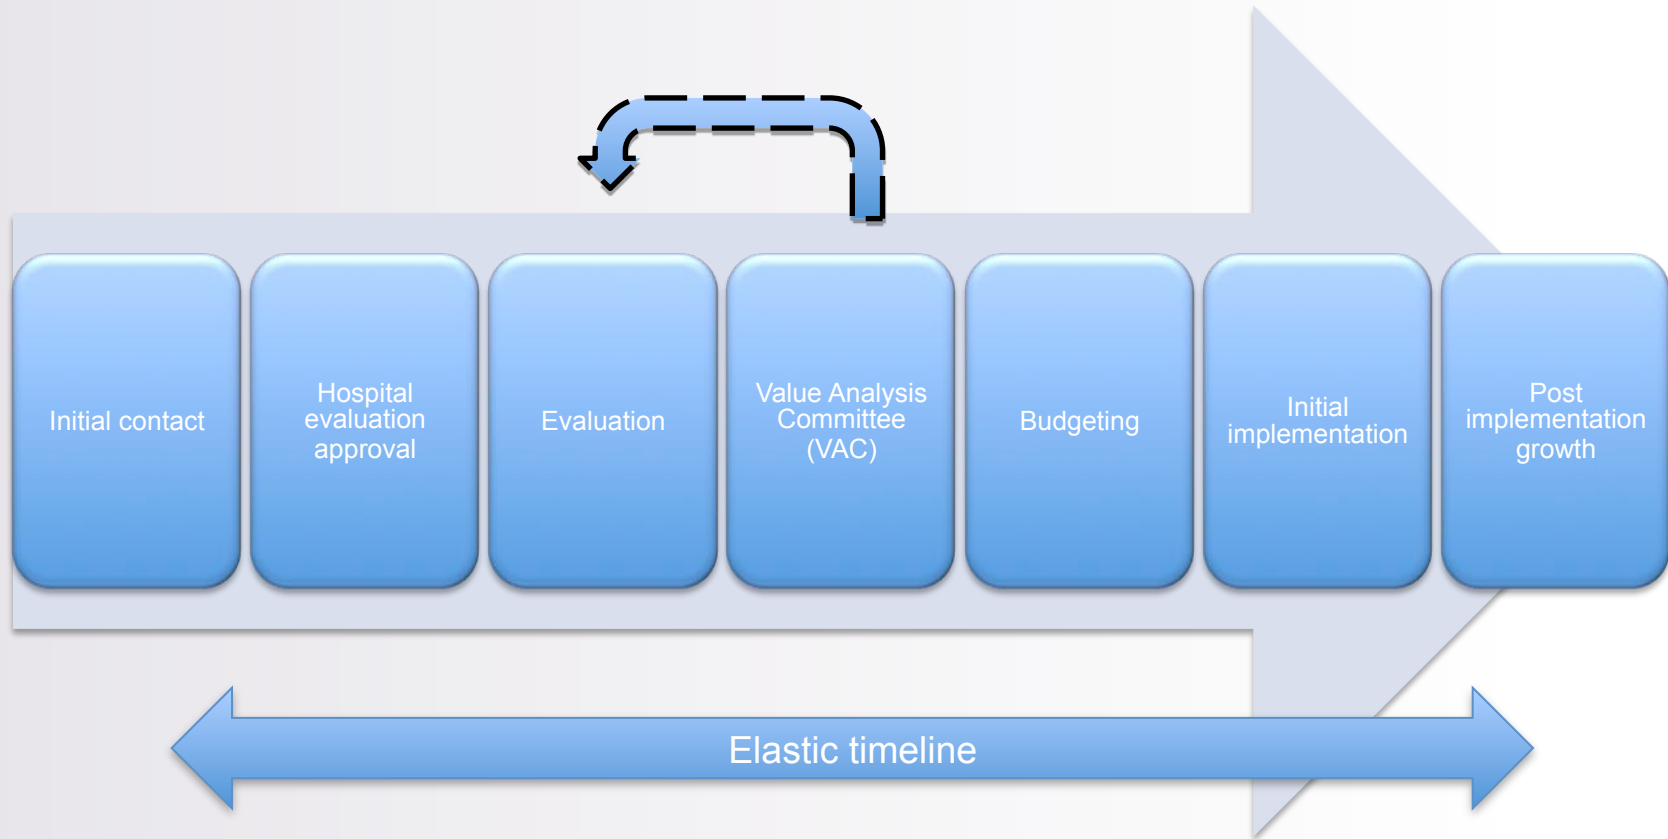 Initial contact
Hospital
evaluation
approval
Evaluation
Value Analysis
Committee
(VAC)
Budgeting
Initial
implementation
Post
implementation
growth
Elastic timeline